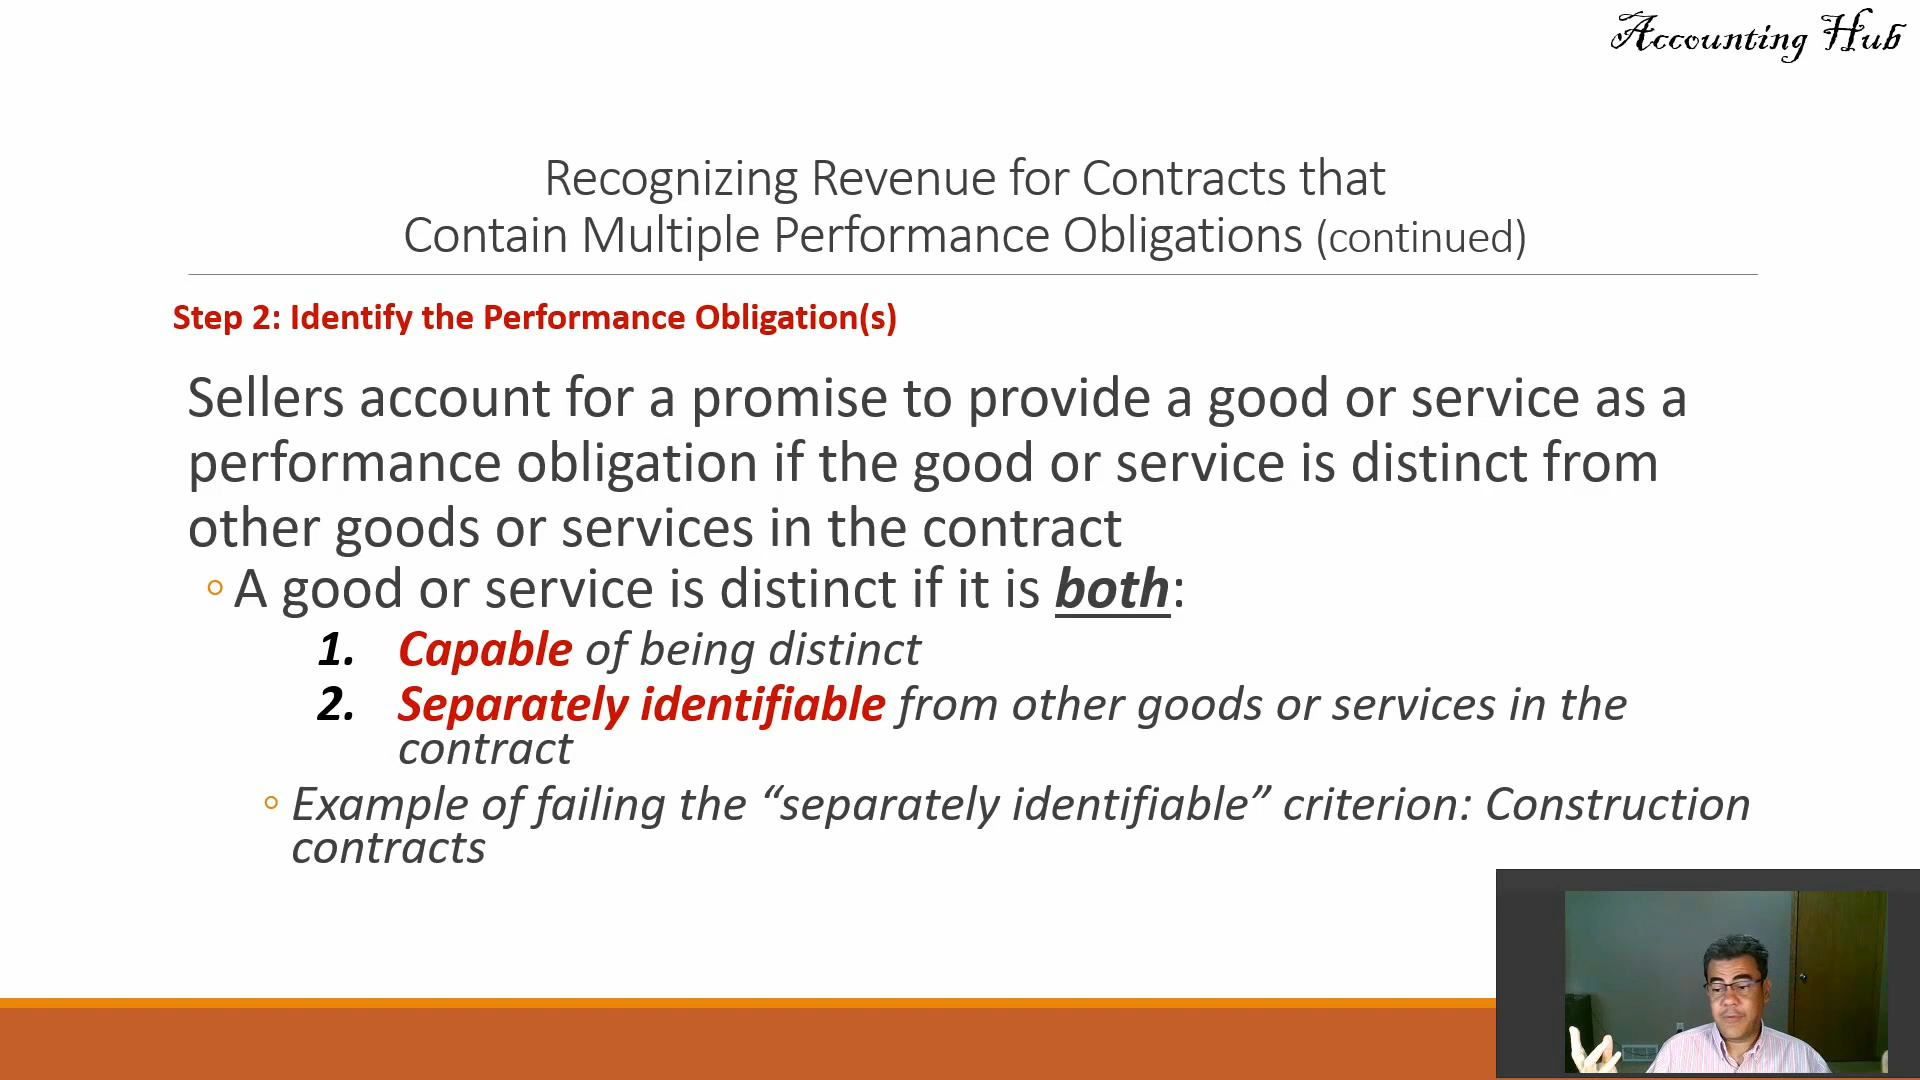 Accounting Hub
Recognizing Revenue for Contracts that
Contain Multiple Performance Obligations (continued)
Step 2: Identify the Performance Obligation(s)
Sellers account for a promise to provide a good or service as a
performance obligation if the good or service is distinct from
other goods or services in the contract
◦A good or service is distinct if it is both:
1. Capable of being distinct
2. Separately identifiable from other goods or services in the
contract
◦ Example of failing the “separately identifiable” criterion: Construction
contracts